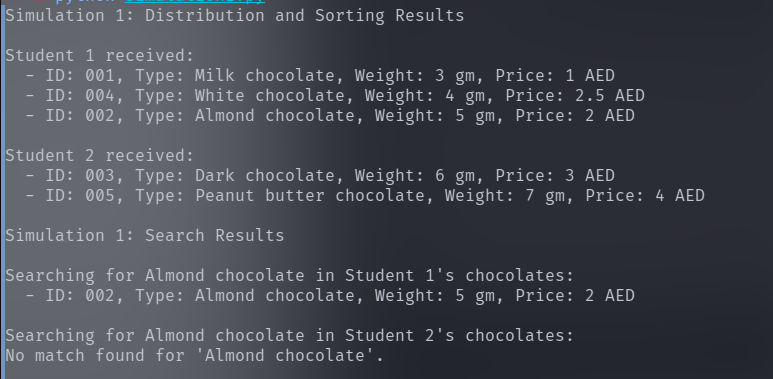 Simulation 1: Distribution and Sorting Results
Student 1 received:
- ID: 001, Type: Milk chocolate, Weight: 3 gm, Price: 1 AED
- ID: 004, Type: White chocolate, Weight: 4 gm, Price: 2.5 AED
- ID: 002, Type: Almond chocolate, Weight: 5 gm, Price: 2 AED
Student 2 received:
- ID: 003, Type: Dark chocolate, Weight: 6 gm, Price: 3 AED
- ID: 005, Type: Peanut butter chocolate, Weight: 7 gm, Price: 4 AED
Simulation 1: Search Results
Searching for Almond chocolate in Student 1's chocolates:
- ID: 002, Type: Almond chocolate, Weight: 5 gm, Price: 2 AED
Searching for Almond chocolate in Student 2's chocolates:
No match found for 'Almond chocolate'.